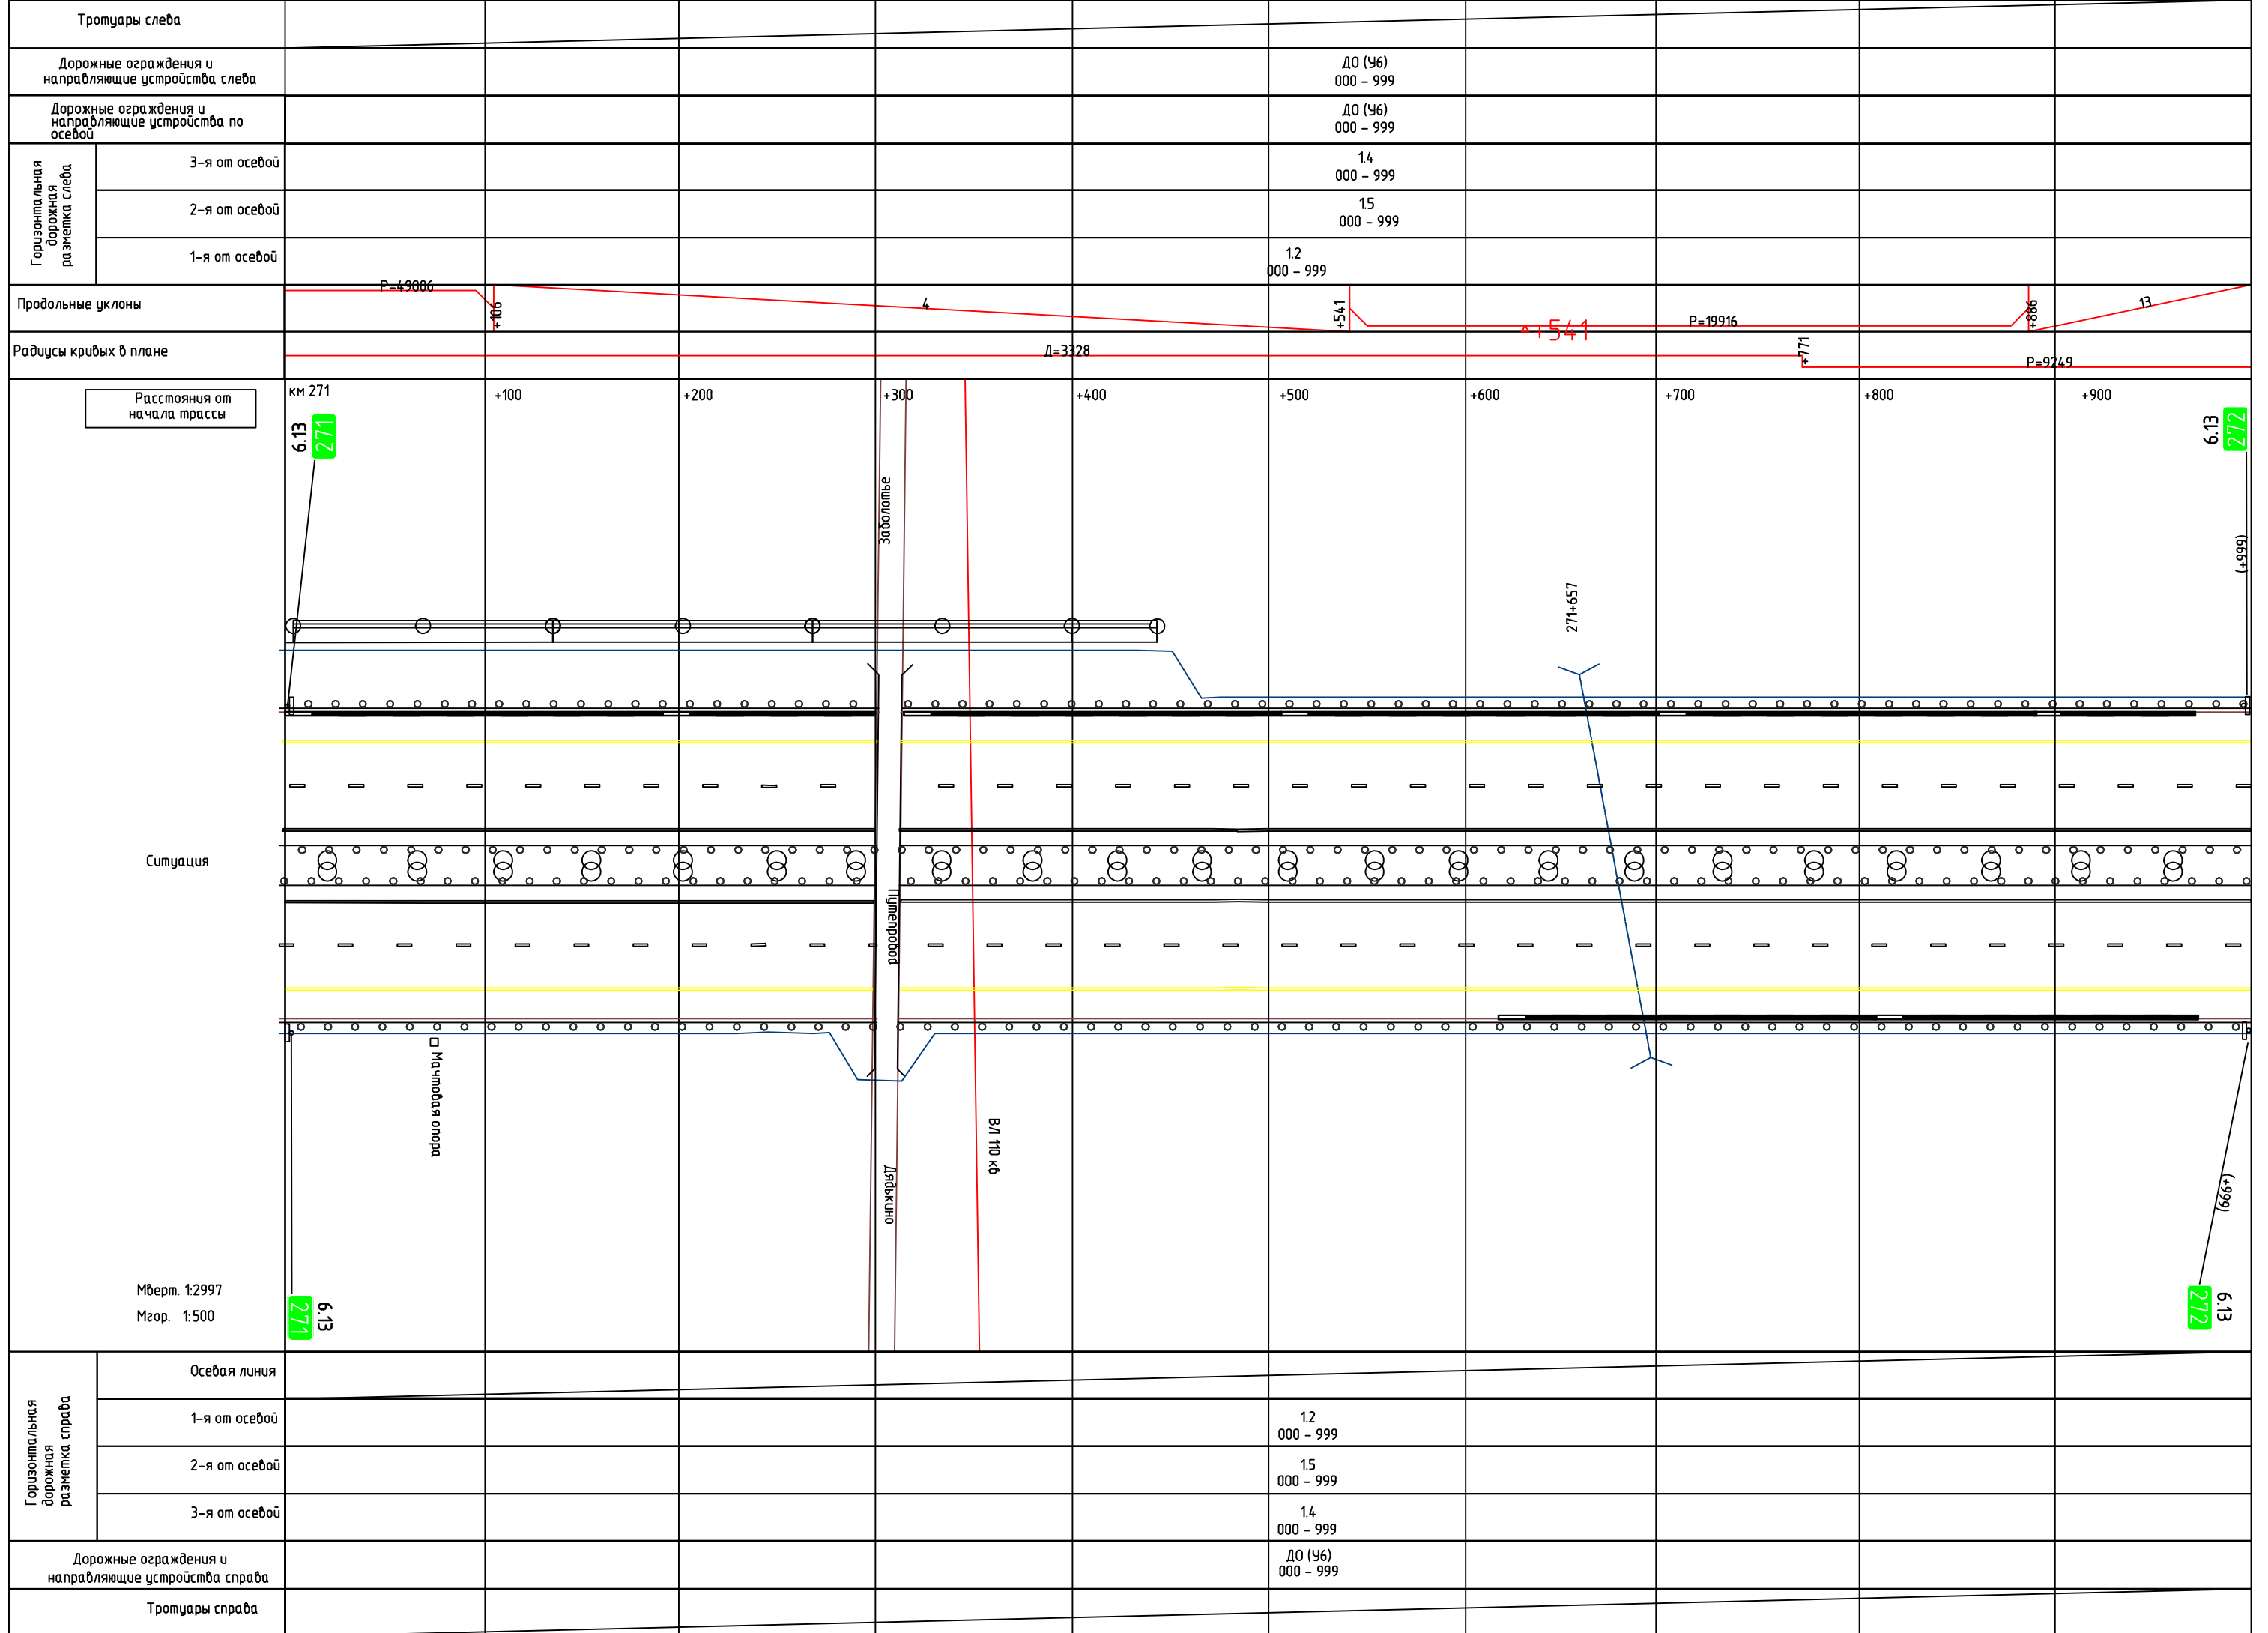 Тротуары слева
Дорожные ограждения и
направляющие устройства слева
ДО (У6)
000 – 999
Дорожные ограждения и
направляющие устройства по
осевой
ДО (У6)
000 – 999
Горизонтальная
дорожная
разметка слева
3–я от осевой
1.4
000 – 999
2–я от осевой
1.5
000 – 999
1–я от осевой
1.2
000 – 999
Продольные уклоны
Р=49006
+106
4
+541
^+541
Р=19916
+886
13
Радиусы кривых в плане
Д=3328
+771
Р=9249
Расстояния от
начала трассы
км 271
+100
+200
+300
+400
+500
+600
+700
+800
+900
6.13
271
6.13
272
Заболотье
(+999)
271+657
Ситуация
Путепровод
Мачтовая опора
ВЛ 110 кв
Дядькино
(+999)
Мверт. 1:2997
Мгор. 1:500
271
6.13
272
6.13
Горизонтальная
дорожная
разметка справа
Осевая линия
1–я от осевой
1.2
000 – 999
2–я от осевой
1.5
000 – 999
3–я от осевой
1.4
000 – 999
Дорожные ограждения и
направляющие устройства справа
ДО (У6)
000 – 999
Тротуары справа